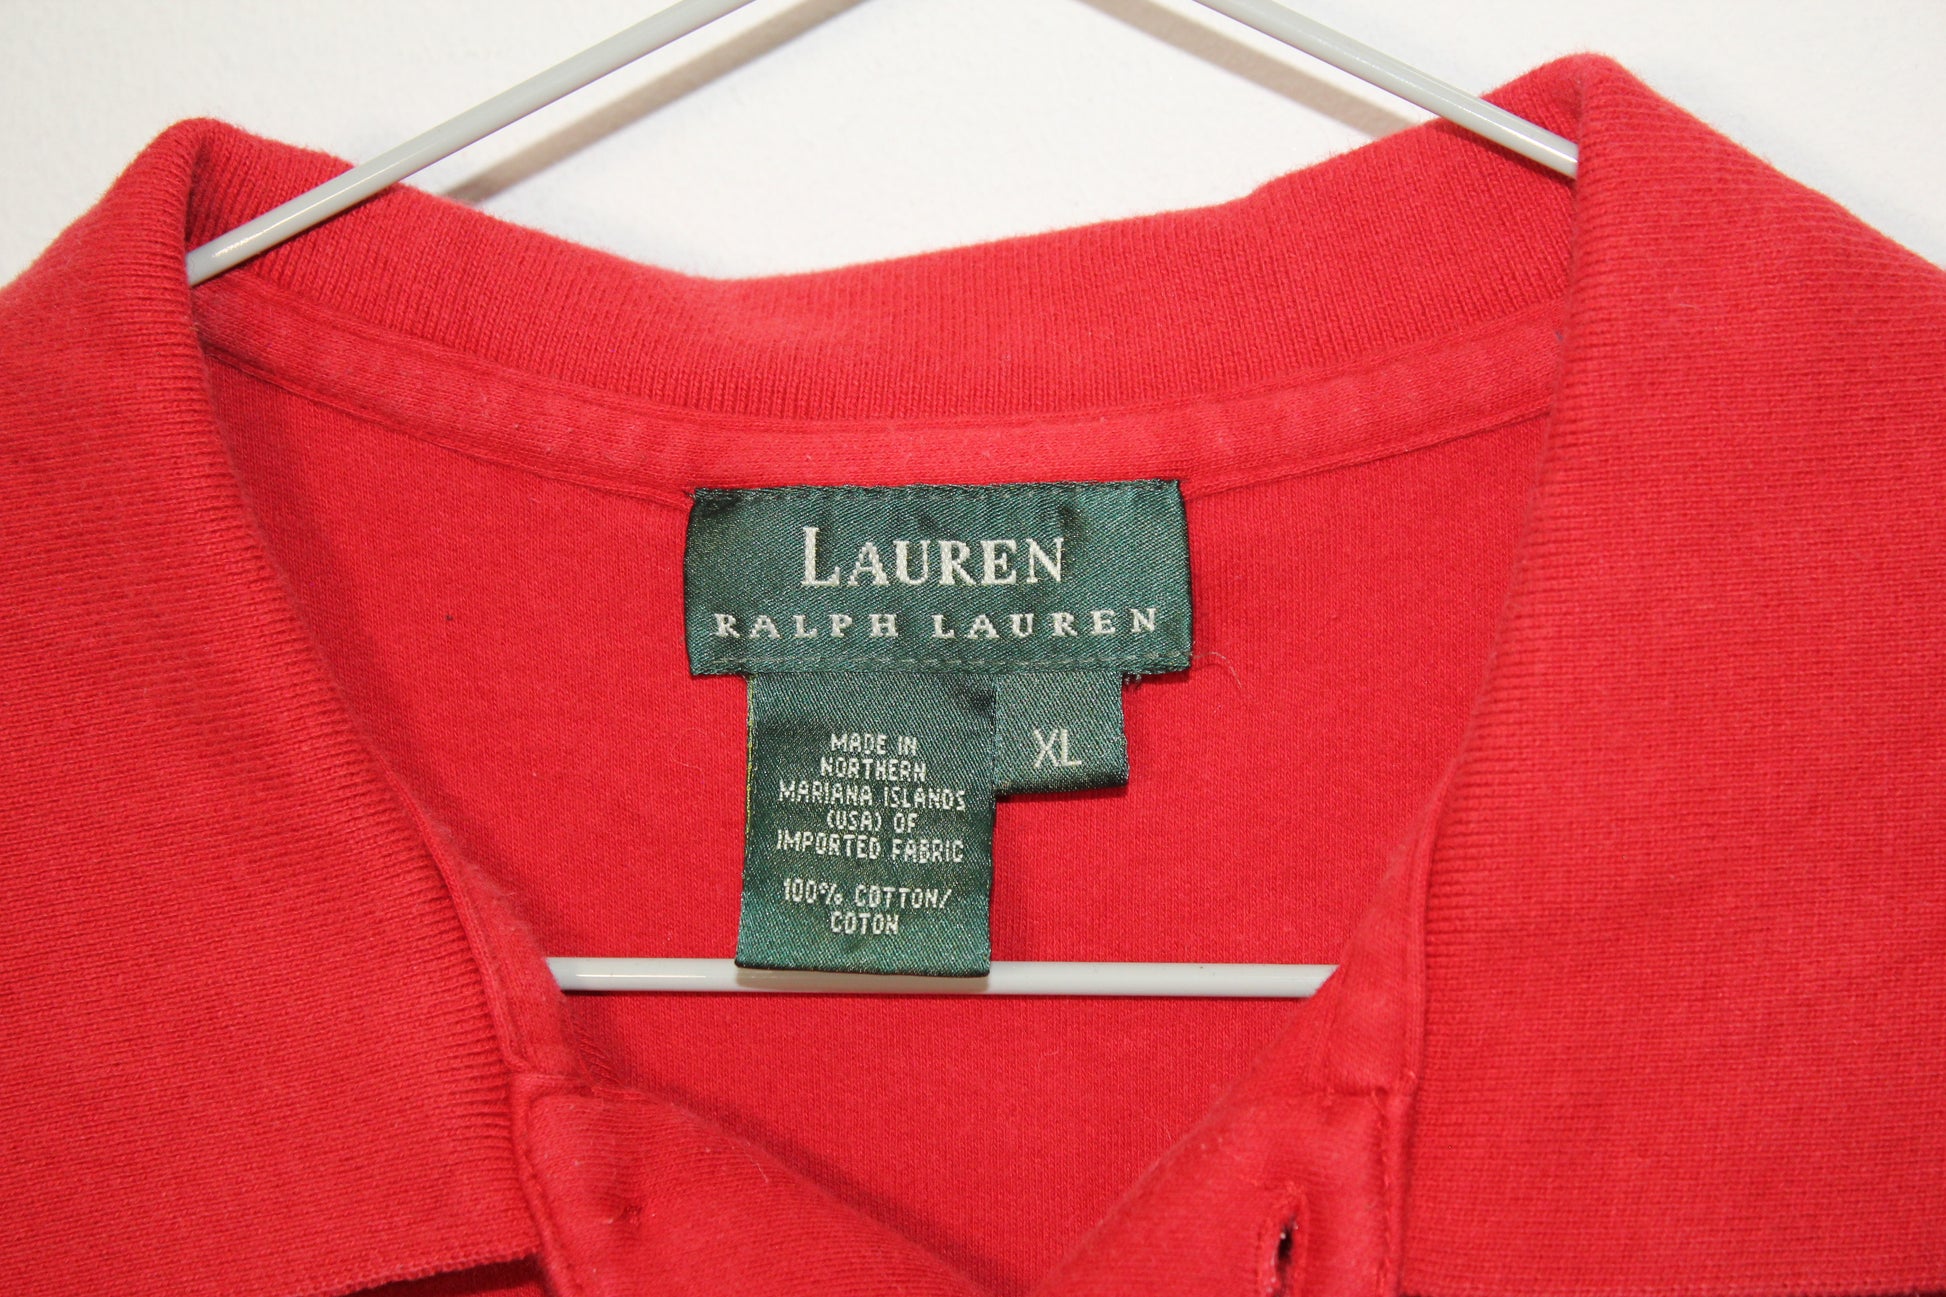 LAUREN
RALPH LAUREN
XL
MADE IN
NORTHERN
MARIANA ISLANDS
(USA) OF
IMPORTED FABRIC
100% COTTON/
COTON